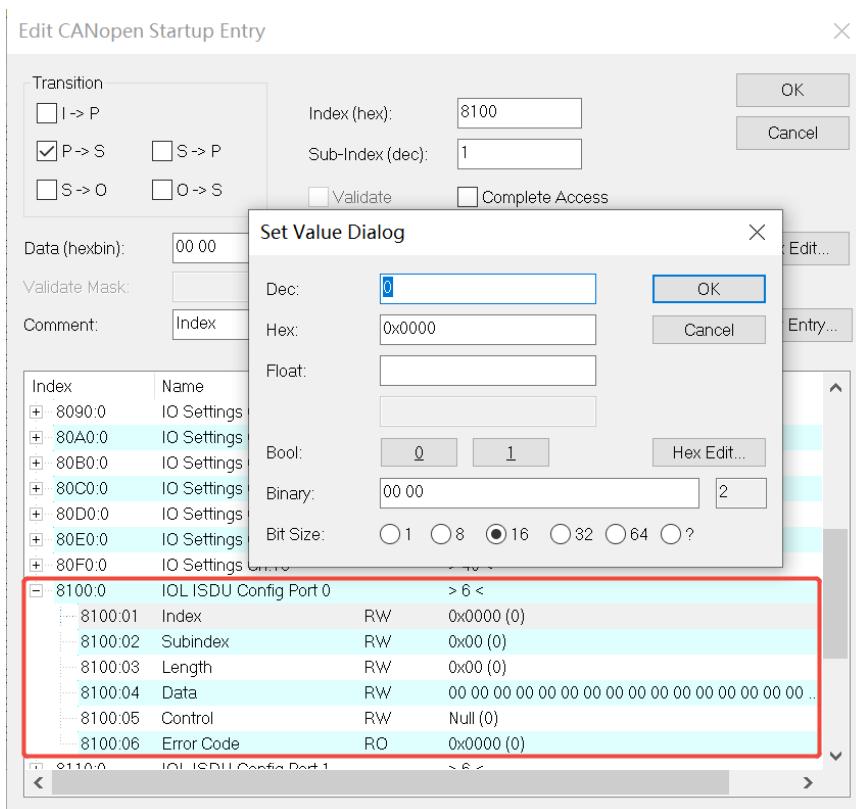 Edit CANopen Startup Entry
Transition
I -> P
P -> S
S -> P
S -> O
O -> S
Index (hex):
8100
Sub-Index (dec):
1
Validate
Complete Access
OK
Cancel
Data (hexbin):
00 00
Edit...
Validate Mask:
Comment:
Index
Entry...
Set Value Dialog
Dec:
0
OK
Hex:
0x0000
Cancel
Float:
Bool:
0
1
Hex Edit...
Binary:
00 00
2
Bit Size:
1
8
16
32
64
?
Index Name
8090:0 IO Settings
80A0:0 IO Settings
80B0:0 IO Settings
80C0:0 IO Settings
80D0:0 IO Settings
80E0:0 IO Settings
80F0:0 IO Settings
8100:0 IOL ISDU Config Port 0 > 6 <
8100:01 Index RW 0x0000 (0)
8100:02 Subindex RW 0x00 (0)
8100:03 Length RW 0x00 (0)
8100:04 Data RW 00 00 00 00 00 00 00 00 00 00 00 00 00 00 00 ...
8100:05 Control RW Null (0)
8100:06 Error Code RO 0x0000 (0)
8110:0 IOL ISDU Config Port 1 > 6 <